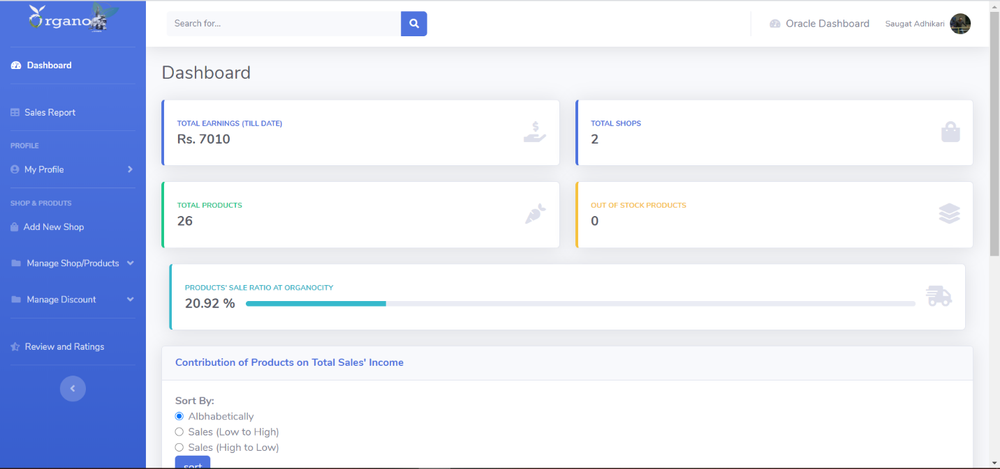 Organo
Search for...
Oracle Dashboard
Saugat Adhikari
Dashboard
Sales Report
PROFILE
My Profile
SHOP & PRODUTS
Add New Shop
Manage Shop/Products
Manage Discount
Review and Ratings
Dashboard
TOTAL EARNINGS (TILL DATE)
Rs. 7010
TOTAL SHOPS
2
TOTAL PRODUCTS
26
OUT OF STOCK PRODUCTS
0
PRODUCTS' SALE RATIO AT ORGANOCITY
20.92 %
Contribution of Products on Total Sales' Income
Sort By:
Albhabetically
Sales (Low to High)
Sales (High to Low)
sort